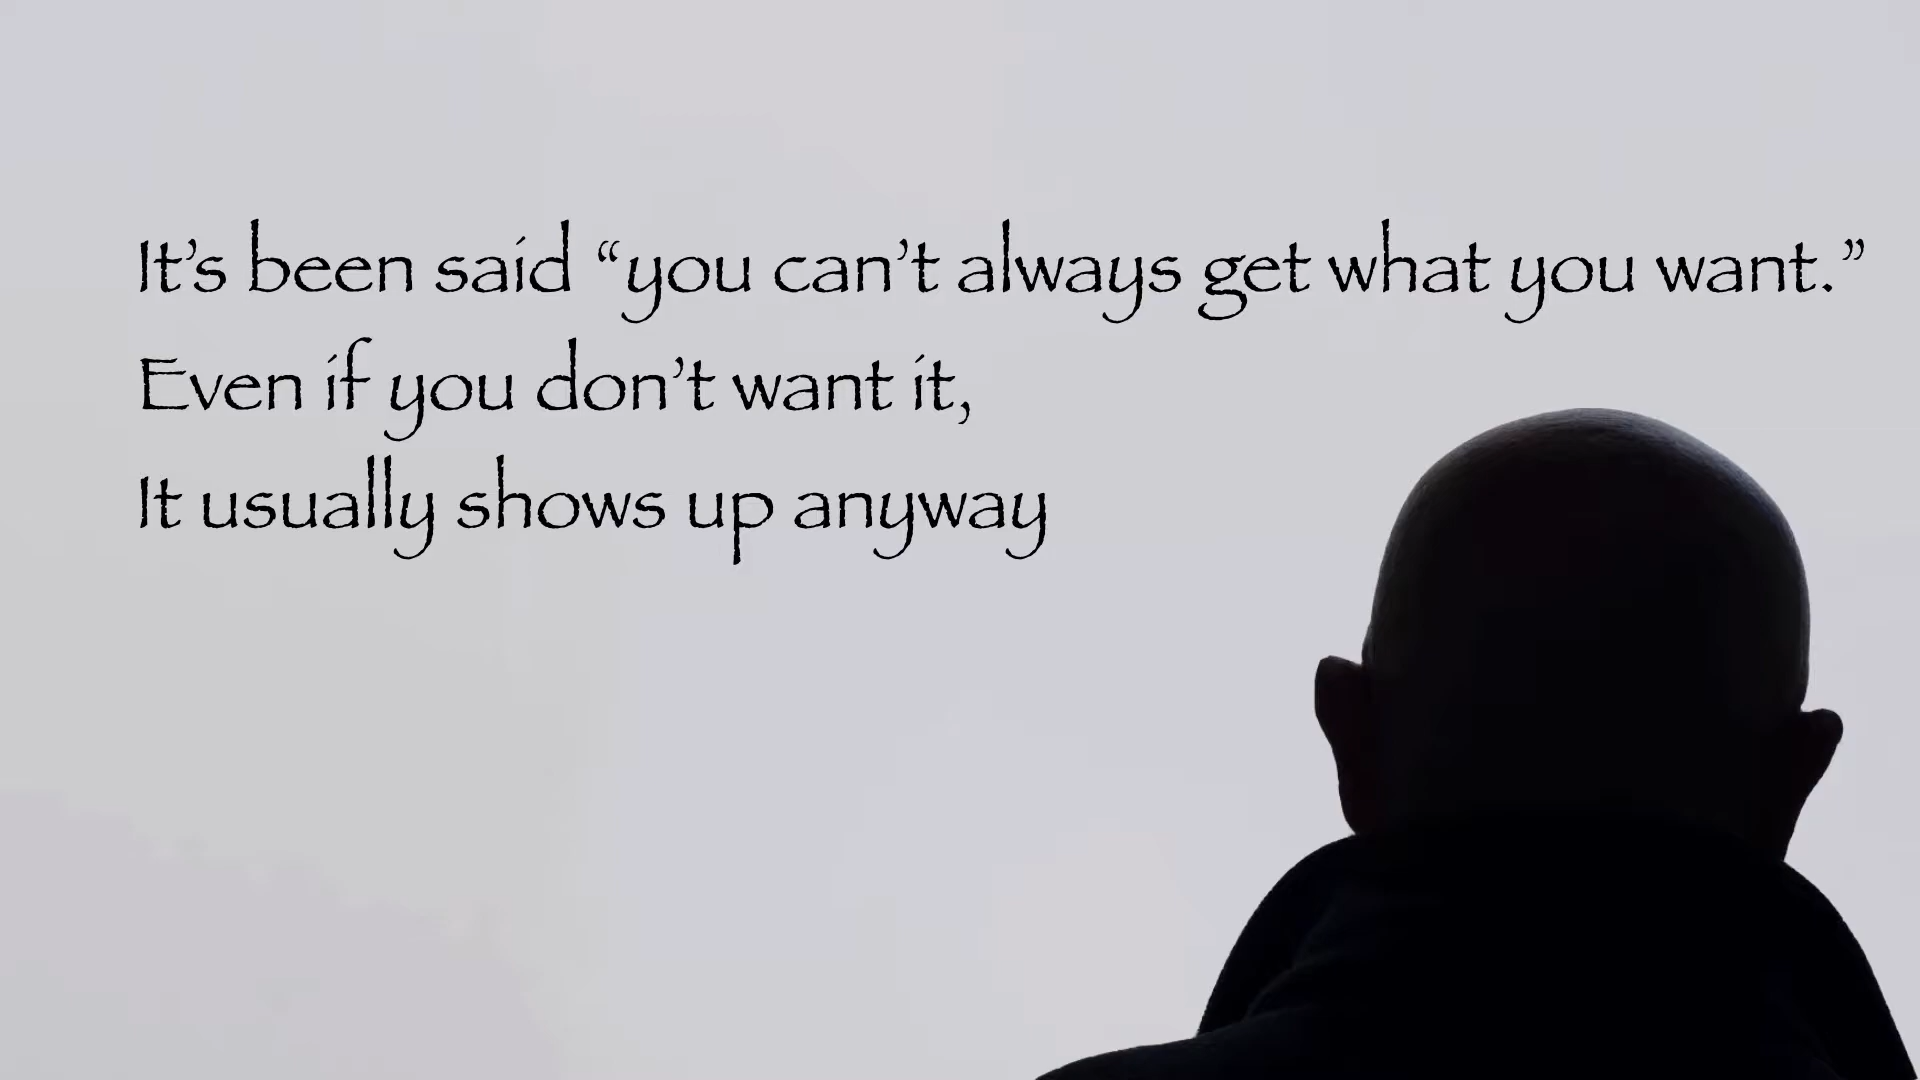 It’s been said “you can’t always get what you want.”
Even if you don’t want it,
It usually shows up anyway